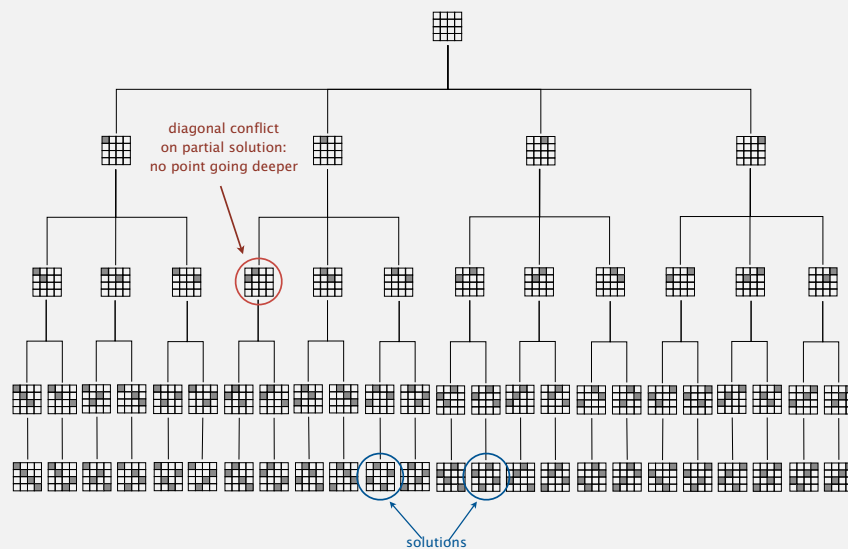 diagonal conflict
on partial solution:
no point going deeper
solutions